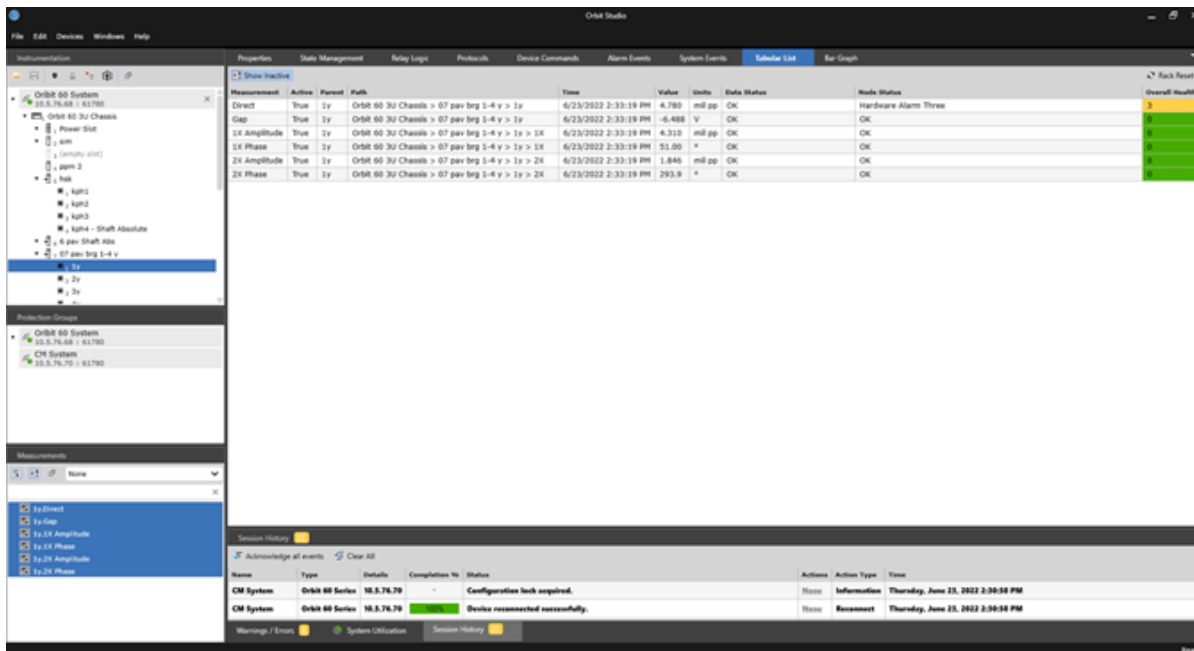 Orbit Studio
File Edit Devices Windows Help
Instrumentation
Oribit 60 System
10.5.76.68 : 61780
Orbit 60 3U Chassis
Power Slot
sim
(empty slot)
ppm 2
hek
kph1
kph2
kph3
kph4 - Shaft Absolute
6 pav Shaft Abs
07 pav brg 1-4 y
1y
2y
3y
Protection Groups
Oribit 60 System
10.5.76.68 : 61780
CM System
10.5.76.70 : 61780
Measurements
None
1y.Direct
1y.Gap
1y.1X Amplitude
1y.1X Phase
1y.2X Amplitude
1y.2X Phase
Properties State Management Relay Logic Protocols Device Commands Alarm Events System Events Tabular List Bar Graph
Show Inactive Rack Reset
Measurement Active Parent Path Time Value Units Data Status Node Status Overall Health
Direct True 1y Orbit 60 3U Chassis > 07 pav brg 1-4 y > 1y 6/23/2022 2:33:19 PM 4.780 mil pp OK Hardware Alarm Three 3
Gap True 1y Orbit 60 3U Chassis > 07 pav brg 1-4 y > 1y 6/23/2022 2:33:19 PM -6.488 V OK OK 0
1X Amplitude True 1y Orbit 60 3U Chassis > 07 pav brg 1-4 y > 1y > 1X 6/23/2022 2:33:19 PM 4.310 mil pp OK OK 0
1X Phase True 1y Orbit 60 3U Chassis > 07 pav brg 1-4 y > 1y > 1X 6/23/2022 2:33:19 PM 51.00 ° OK OK 0
2X Amplitude True 1y Orbit 60 3U Chassis > 07 pav brg 1-4 y > 1y > 2X 6/23/2022 2:33:19 PM 1.846 mil pp OK OK 0
2X Phase True 1y Orbit 60 3U Chassis > 07 pav brg 1-4 y > 1y > 2X 6/23/2022 2:33:19 PM 293.9 ° OK OK 0
Session History
Acknowledge all events Clear All
Name Type Details Completion % Status Actions Action Type Time
CM System Orbit 60 Series 10.5.76.70 - Configuration lock acquired. None Information Thursday, June 23, 2022 2:30:58 PM
CM System Orbit 60 Series 10.5.76.70 100% Device reconnected successfully. None Reconnect Thursday, June 23, 2022 2:30:58 PM
Warnings / Errors System Utilization Session History